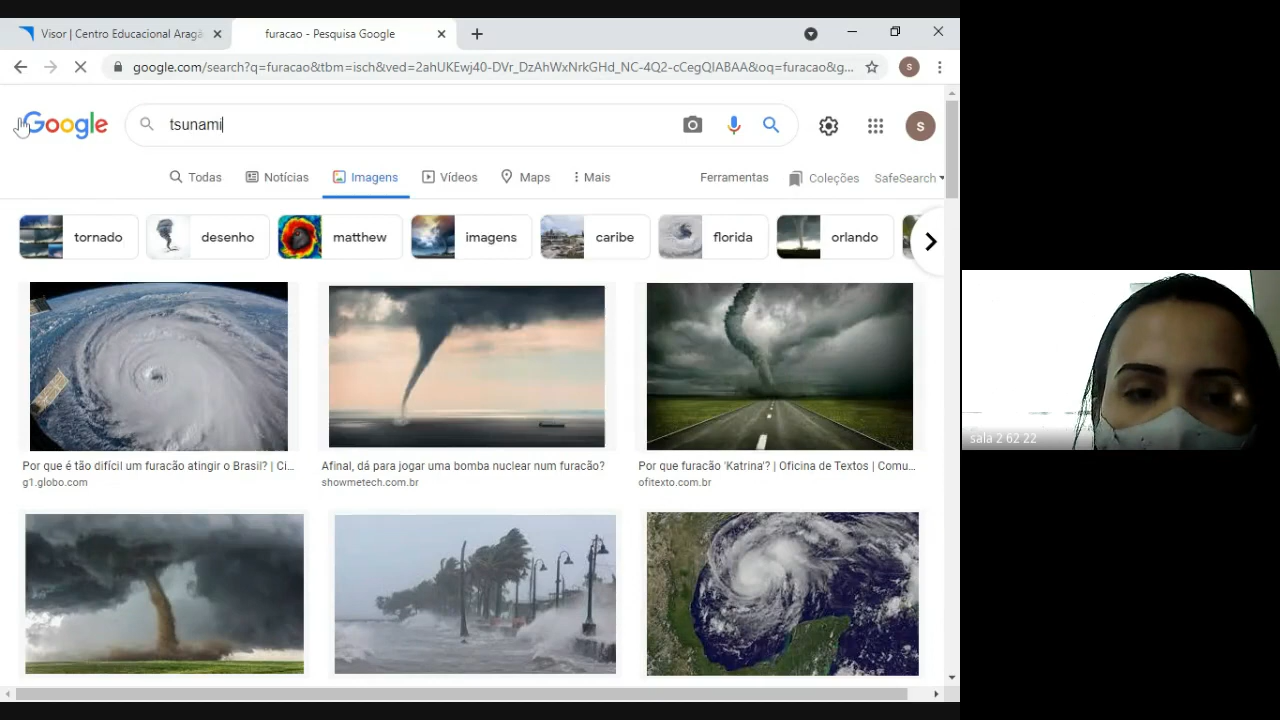 Visor | Centro Educacional Aragã
furacao - Pesquisa Google
google.com/search?q=furacao&tbm=isch&ved=2ahUKEwj40-DVr_DzAhWxNrkGHd_NC-4Q2-cCegQIABAA&oq=furacao&g...
s
Google
tsunami
s
Todas
Notícias
Imagens
Vídeos
Maps
Mais
Ferramentas
Coleções
SafeSearch
tornado
desenho
matthew
imagens
caribe
florida
orlando
Por que é tão difícil um furacão atingir o Brasil? | Ci...
g1.globo.com
Afinal, dá para jogar uma bomba nuclear num furacão?
showmetech.com.br
Por que furacão 'Katrina'? | Oficina de Textos | Comu...
ofitexto.com.br
sala 2 62 22